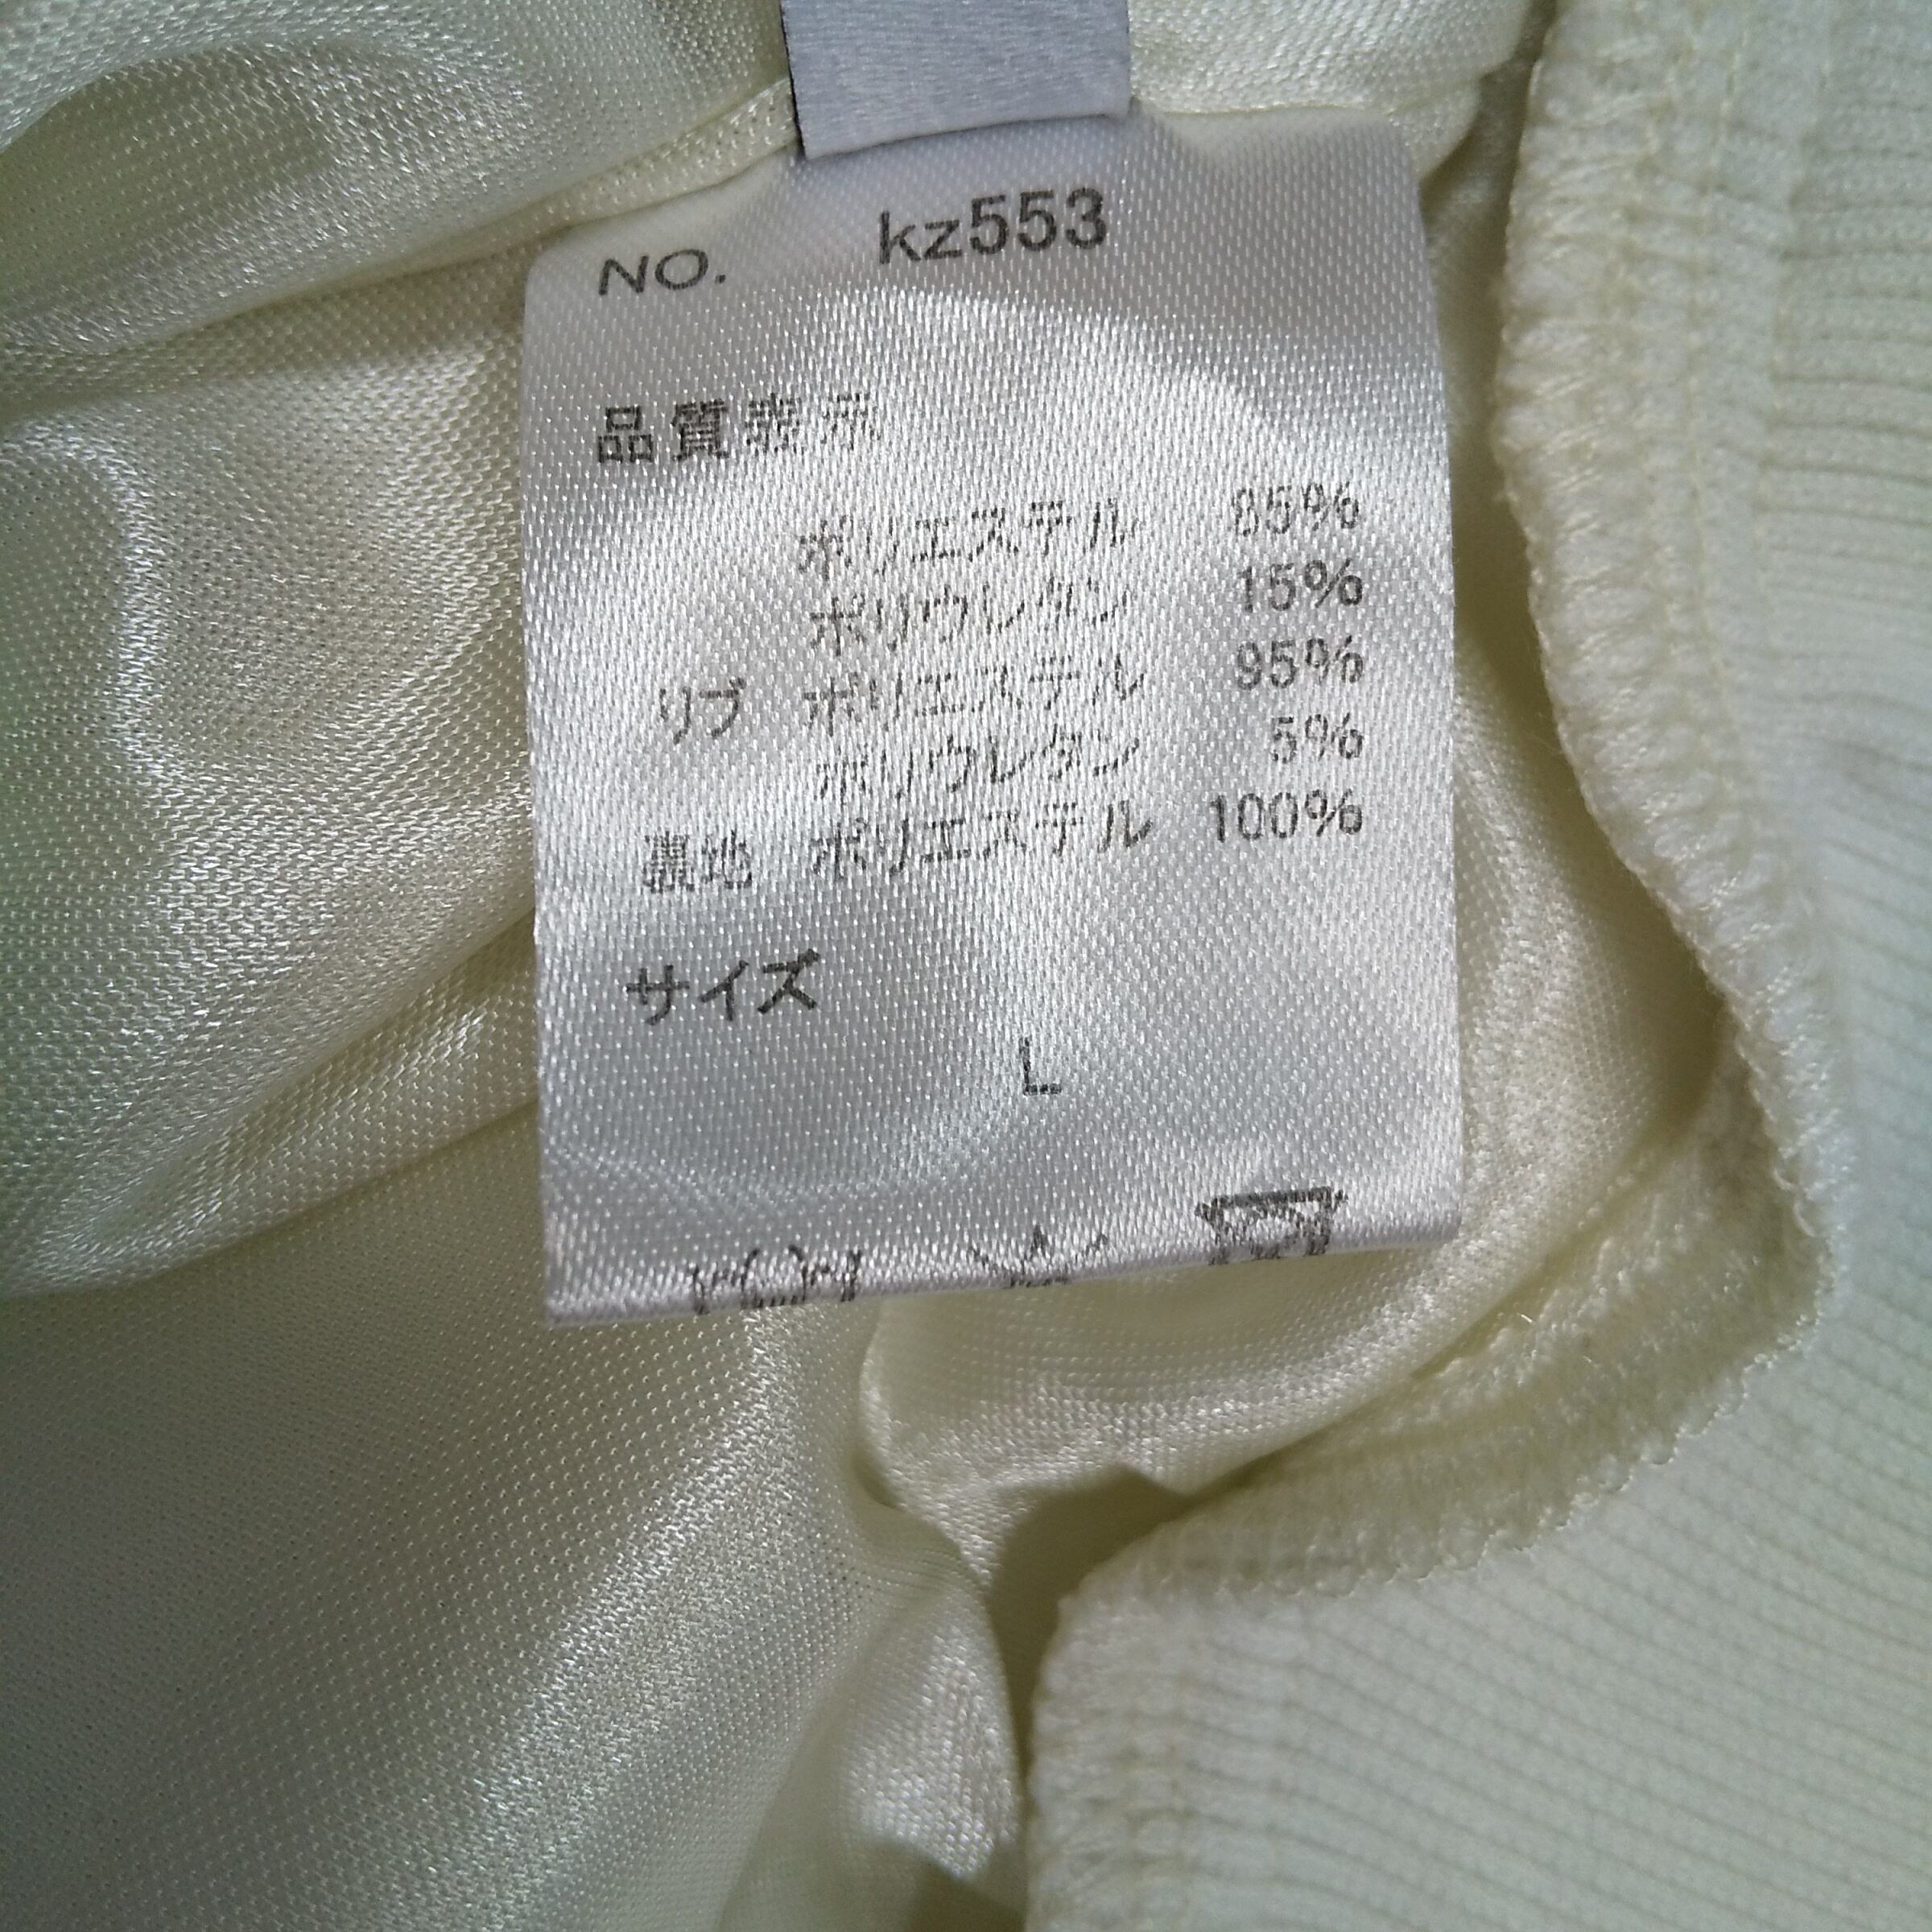 NO. kz553
品質表示
ポリエステル 85%
ポリウレタン 15%
リブ ポリエステル 95%
ポリウレタン 5%
裏地 ポリエステル 100%
サイズ
L